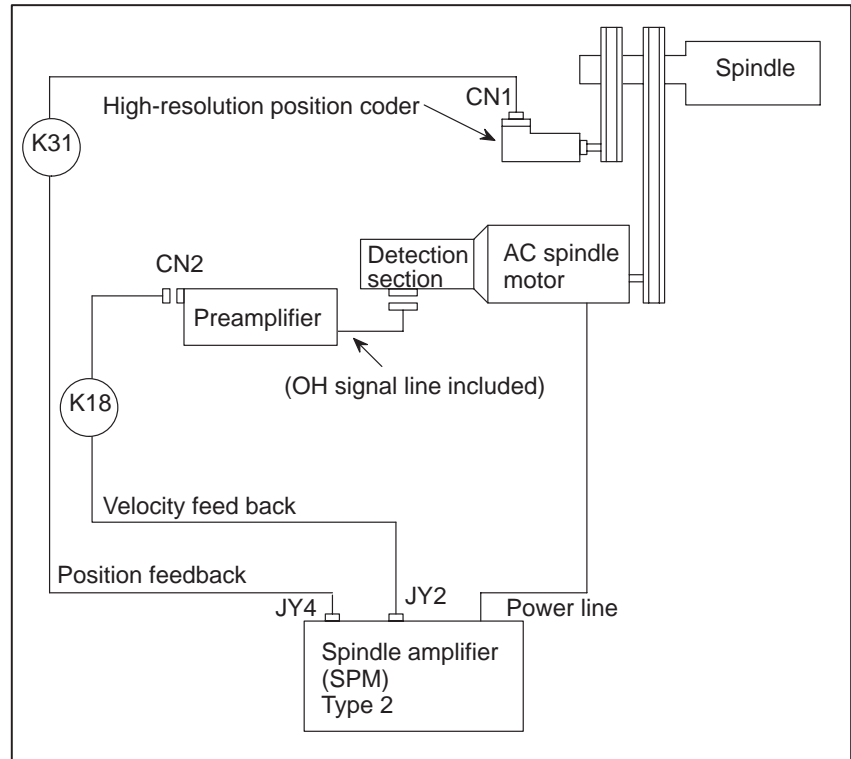 Spindle
CN1
High-resolution position coder
K31
Detection
section
AC spindle
motor
CN2
Preamplifier
(OH signal line included)
K18
Velocity feed back
Position feedback
JY4
JY2
Power line
Spindle amplifier
(SPM)
Type 2